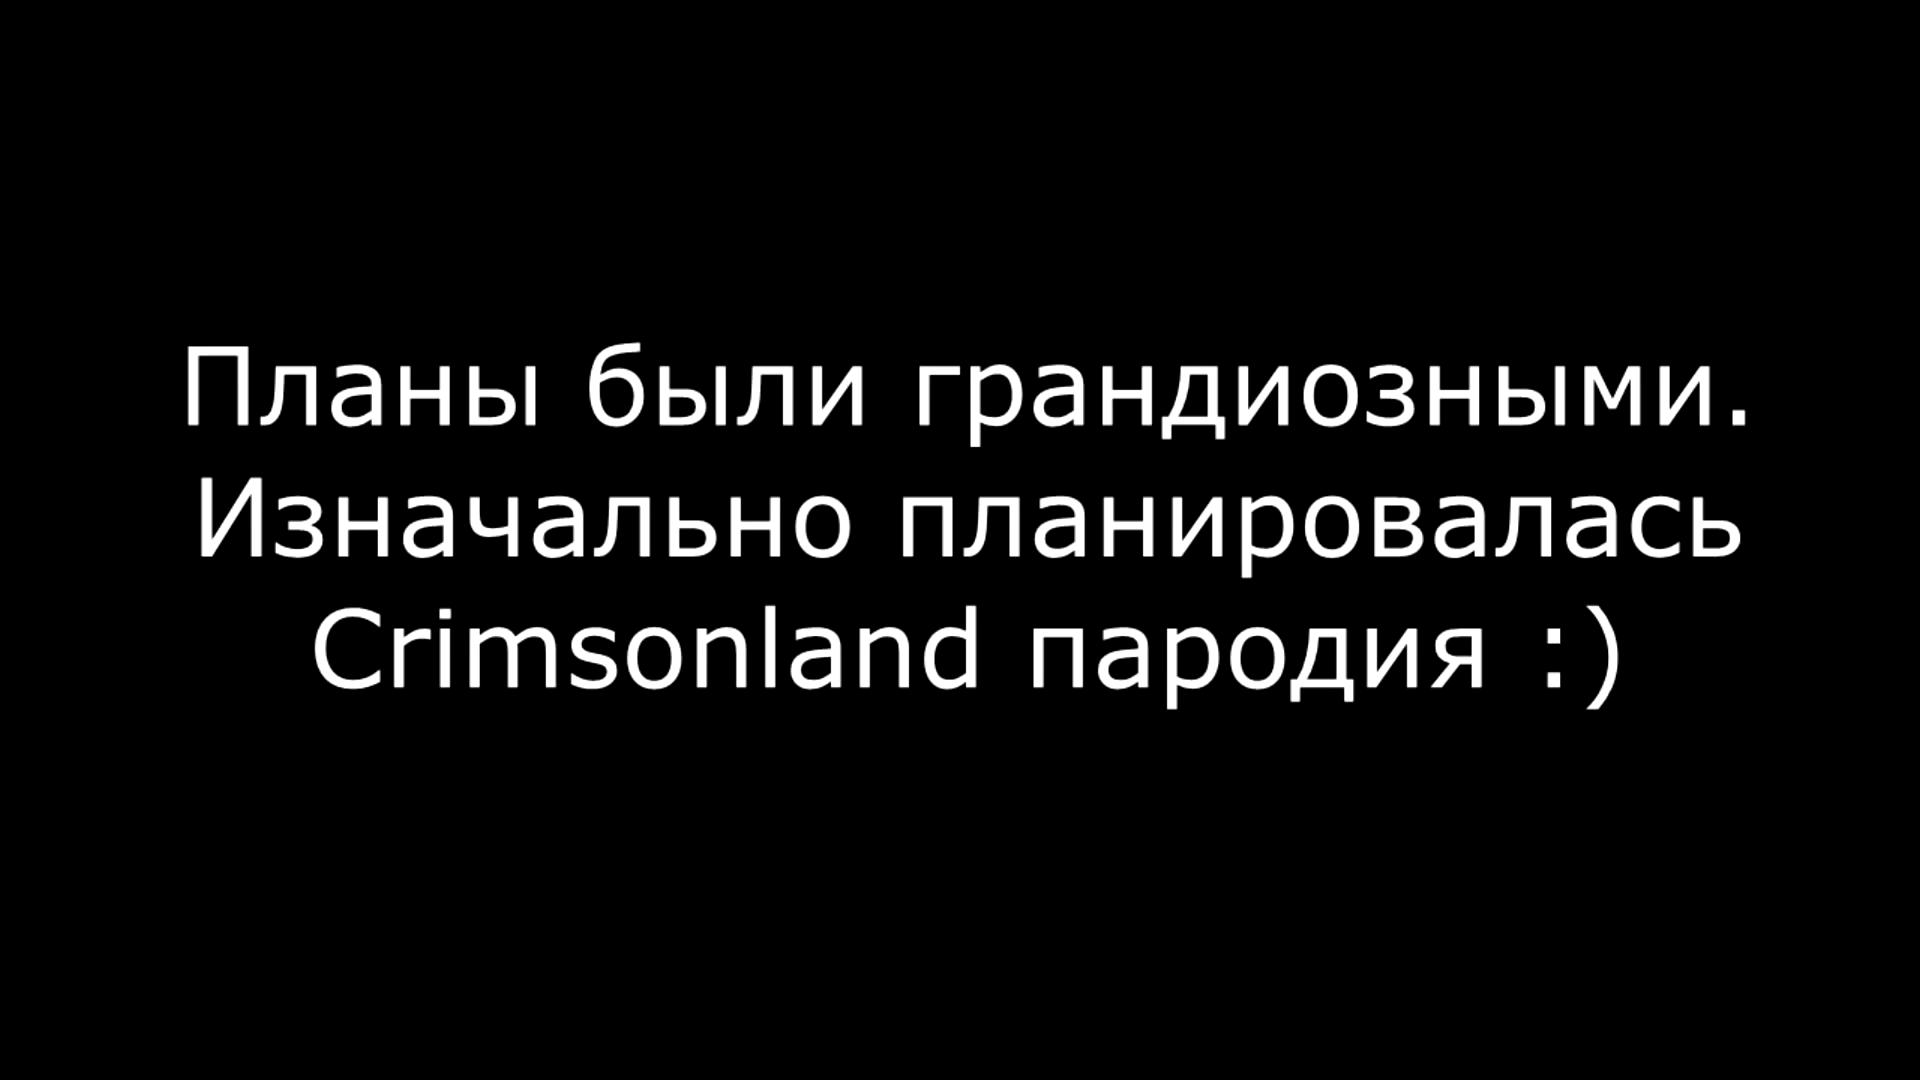 Планы были грандиозными.
Изначально планировалась
Crimsonland пародия :)